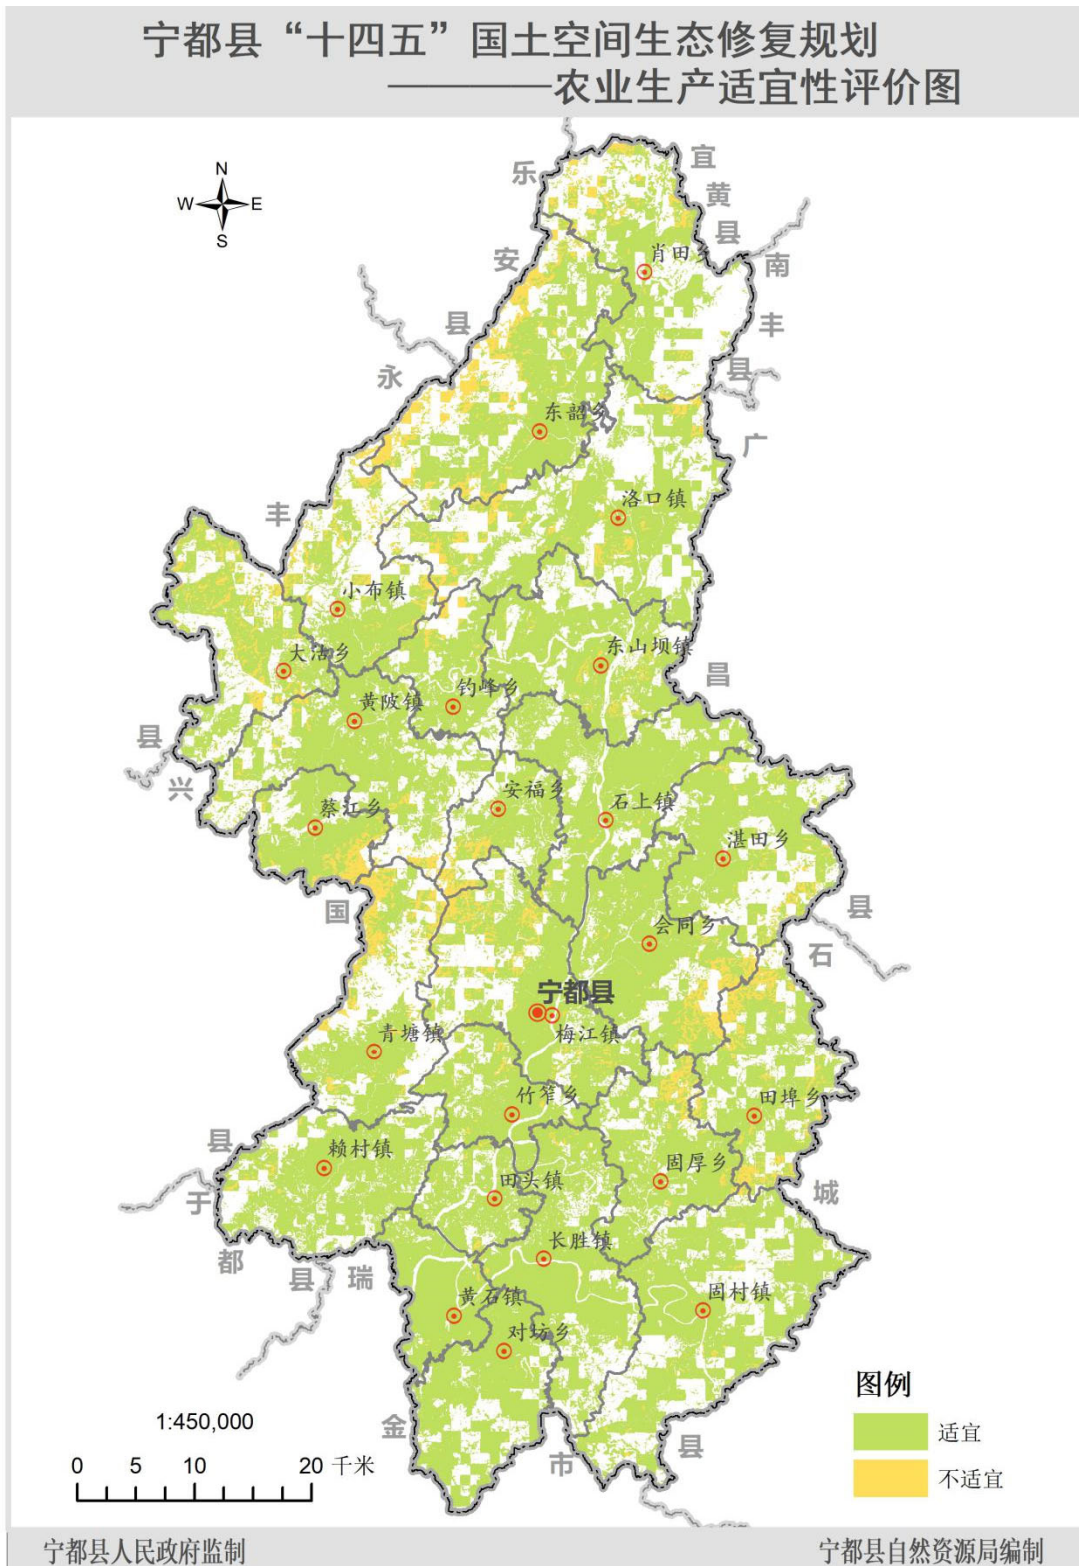 宁都县“十四五”国土空间生态修复规划
————农业生产适宜性评价图
N
W E
S
乐安县
宜黄县
南丰县
永丰县
广昌县
肖田乡
东韶乡
洛口镇
小布镇
大沽乡
东山坝镇
黄陂镇
钓峰乡
兴国县
安福乡
石上镇
蔡江乡
湛田乡
会同乡
石城县
宁都县
梅江镇
青塘镇
竹笮乡
田埠乡
赖村镇
固厚乡
田头镇
于都县
长胜镇
瑞金市
黄石镇
固村镇
对坊乡
图例
适宜
不适宜
1:450,000
0 5 10 20 千米
宁都县人民政府监制
宁都县自然资源局编制